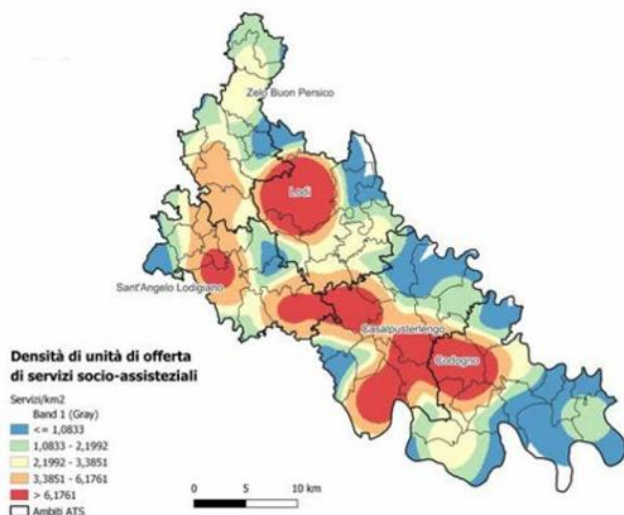 Zelo Buon Persico
Lodi
Sant'Angelo Lodigiano
Casalpusterlengo
Codogno
Densità di unità di offerta
di servizi socio-assisteziali
Servizi/km2
Band 1 (Gray)
<= 1,0833
1,0833 - 2,1992
2,1992 - 3,3851
3,3851 - 6,1761
> 6,1761
Ambiti ATS
0 5 10 km